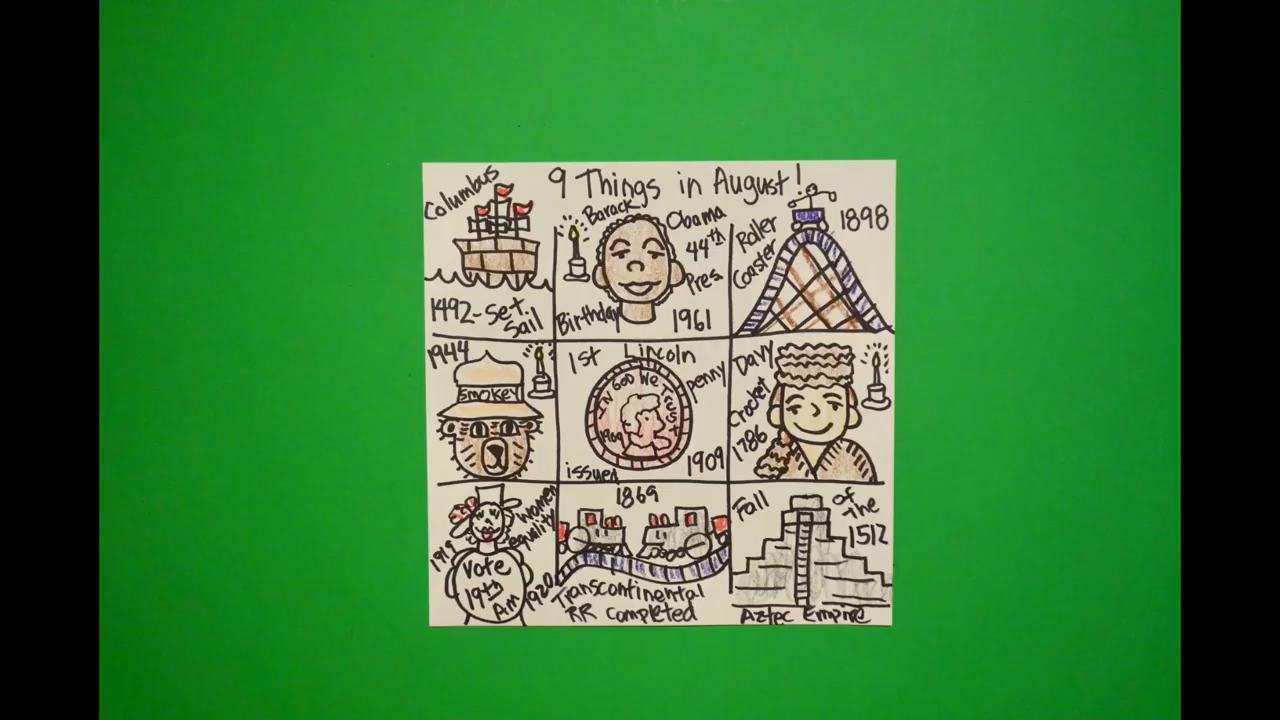 9 Things in August!
Columbus
1492-Set
Sail
Barack
Obama
44th
Pres
Birthday
1961
Roller
Coaster
1898
1944
Smokey
1st Lincoln
penny
In God We Trust
1909
issued
1909
Davy
Crocket
1786
Women
equality
1919
Vote
19th
Am
1920
1869
Transcontinental
RR completed
Fall
of
The
1512
Aztec Empire